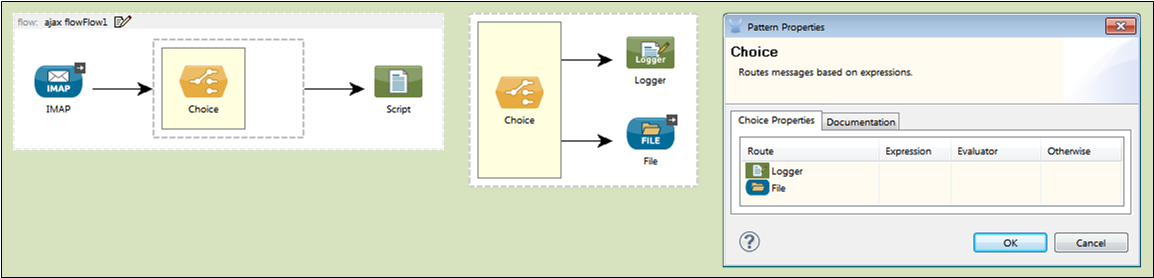 flow: ajax flowFlow1
IMAP
IMAP
Choice
Script
Choice
Logger
Logger
FILE
File
Pattern Properties
Choice
Routes messages based on expressions.
Choice Properties Documentation
Route Expression Evaluator Otherwise
Logger
File
? OK Cancel